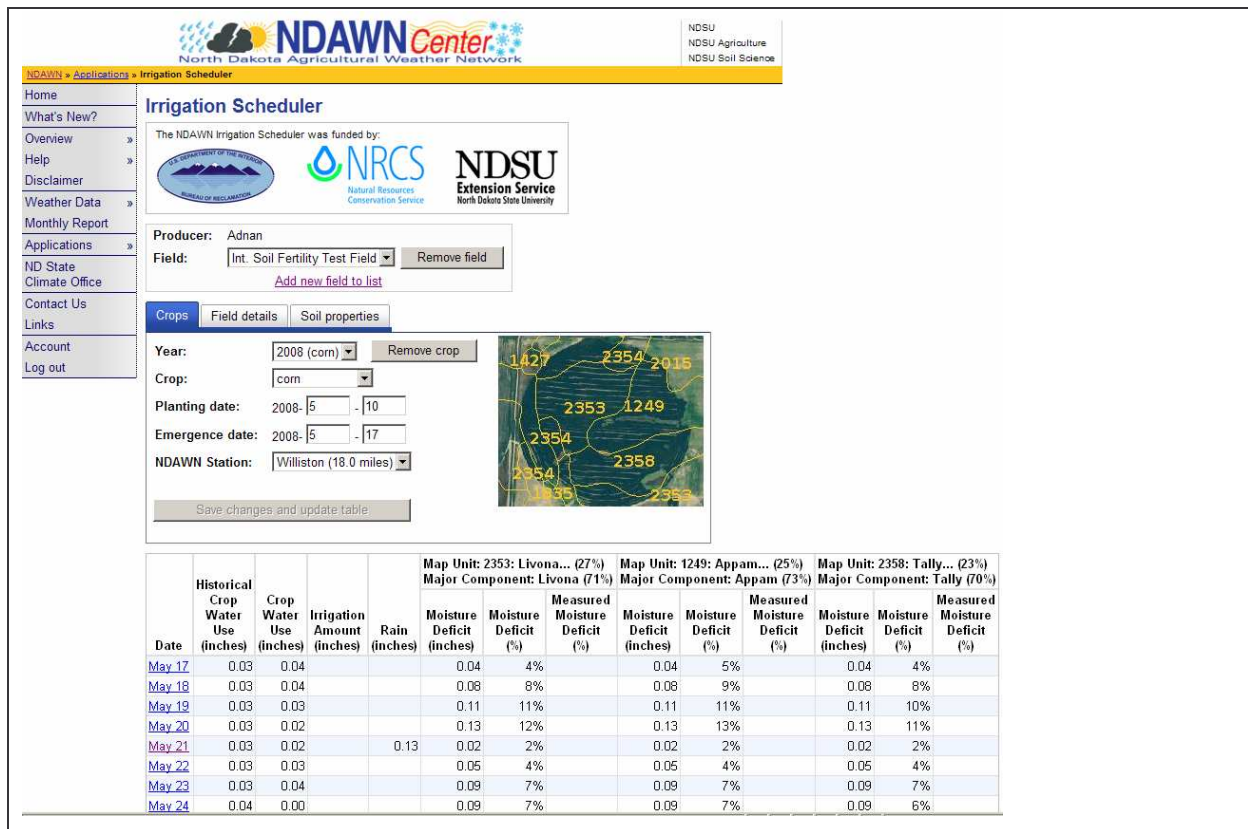 NDAWN Center
North Dakota Agricultural Weather Network
NDSU
NDSU Agriculture
NDSU Soil Science
NDAWN » Applications » Irrigation Scheduler
Home
What's New?
Overview »
Help »
Disclaimer
Weather Data »
Monthly Report
Applications »
ND State
Climate Office
Contact Us
Links
Account
Log out
Irrigation Scheduler
The NDAWN Irrigation Scheduler was funded by:
U.S. DEPARTMENT OF THE INTERIOR
BUREAU OF RECLAMATION
NRCS
Natural Resources
Conservation Service
NDSU
Extension Service
North Dakota State University
Producer: Adnan
Field: Int. Soil Fertility Test Field Remove field
Add new field to list
Crops Field details Soil properties
Year: 2008 (corn) Remove crop
Crop: corn
Planting date: 2008- 5 - 10
Emergence date: 2008- 5 - 17
NDAWN Station: Williston (18.0 miles)
Save changes and update table
1427 2354 2015
2353 1249
2354
2358
2354
1835 2353
Map Unit: 2353: Livona... (27%) Map Unit: 1249: Appam... (25%) Map Unit: 2358: Tally... (23%)
Major Component: Livona (71%) Major Component: Appam (73%) Major Component: Tally (70%)
Date Historical Crop Water Use (inches) Crop Water Use (inches) Irrigation Amount (inches) Rain (inches) Moisture Deficit (inches) Moisture Deficit (%) Measured Moisture Deficit (%) Moisture Deficit (inches) Moisture Deficit (%) Measured Moisture Deficit (%) Moisture Deficit (inches) Moisture Deficit (%) Measured Moisture Deficit (%)
May 17 0.03 0.04 0.04 4% 0.04 5% 0.04 4%
May 18 0.03 0.04 0.08 8% 0.08 9% 0.08 8%
May 19 0.03 0.03 0.11 11% 0.11 11% 0.11 10%
May 20 0.03 0.02 0.13 12% 0.13 13% 0.13 11%
May 21 0.03 0.02 0.13 0.02 2% 0.02 2% 0.02 2%
May 22 0.03 0.03 0.05 4% 0.05 4% 0.05 4%
May 23 0.03 0.04 0.09 7% 0.09 7% 0.09 7%
May 24 0.04 0.00 0.09 7% 0.09 7% 0.09 6%